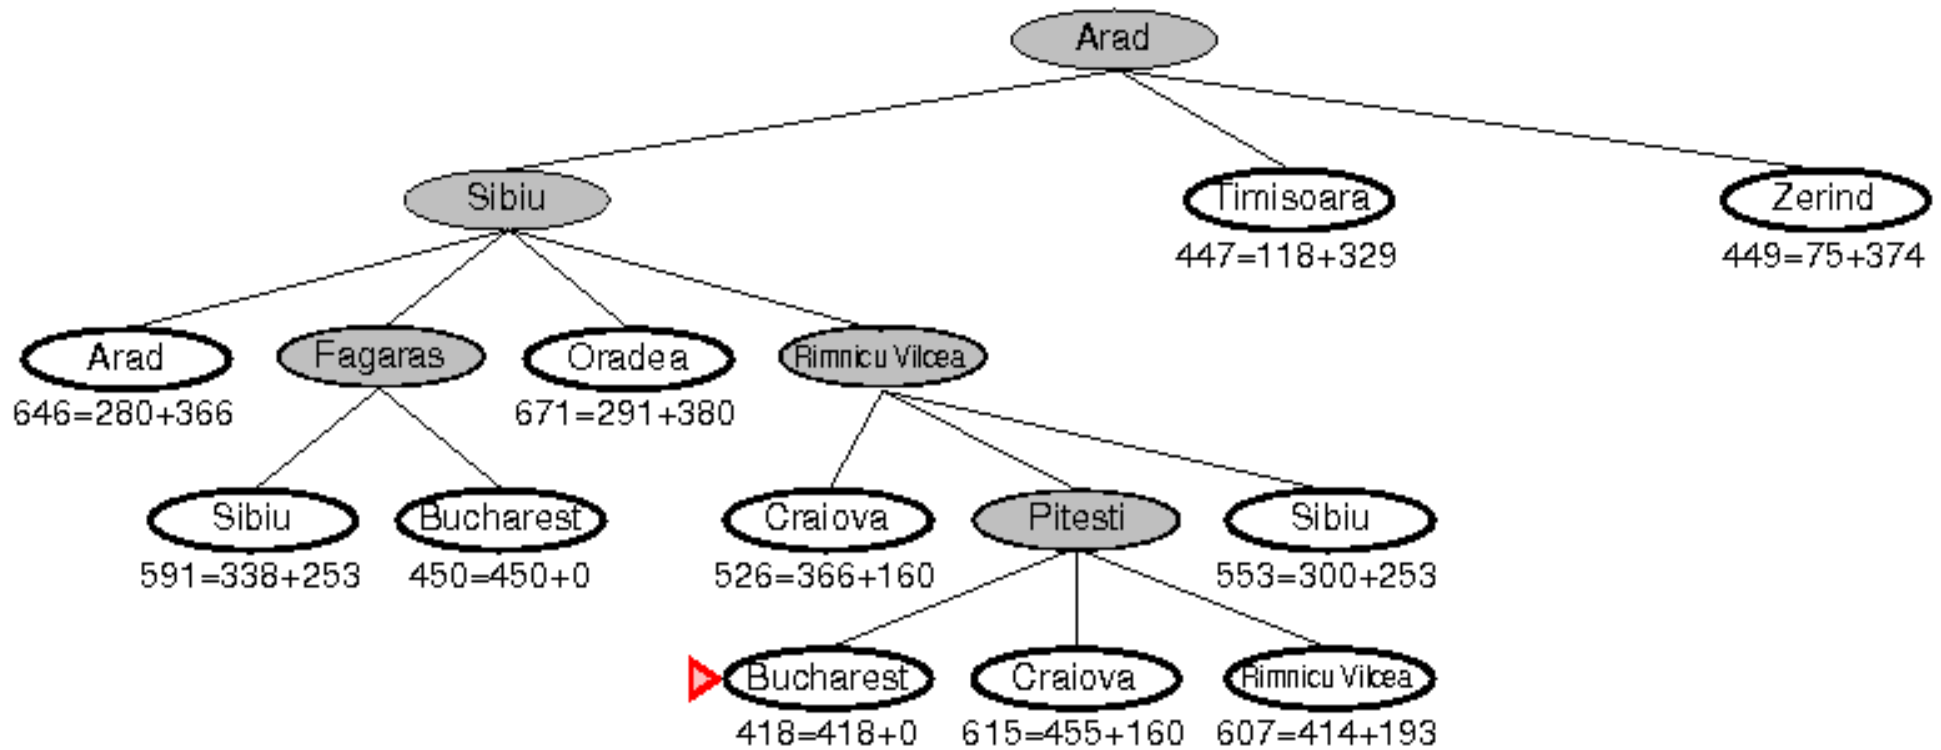 Arad
Sibiu
Timisoara
Zerind
447=118+329
449=75+374
Arad
Fagaras
Oradea
Rimnicu Vilcea
646=280+366
671=291+380
Sibiu
Bucharest
Craiova
Pitesti
Sibiu
591=338+253
450=450+0
526=366+160
553=300+253
Bucharest
Craiova
Rimnicu Vilcea
418=418+0
615=455+160
607=414+193